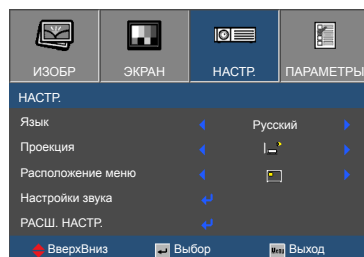 ИЗОБР ЭКРАН НАСТР. ПАРАМЕТРЫ
НАСТР.
Язык Русский
Проекция
Расположение меню
Настройки звука
РАСШ. НАСТР.
ВверхВниз Выбор Menu Выход